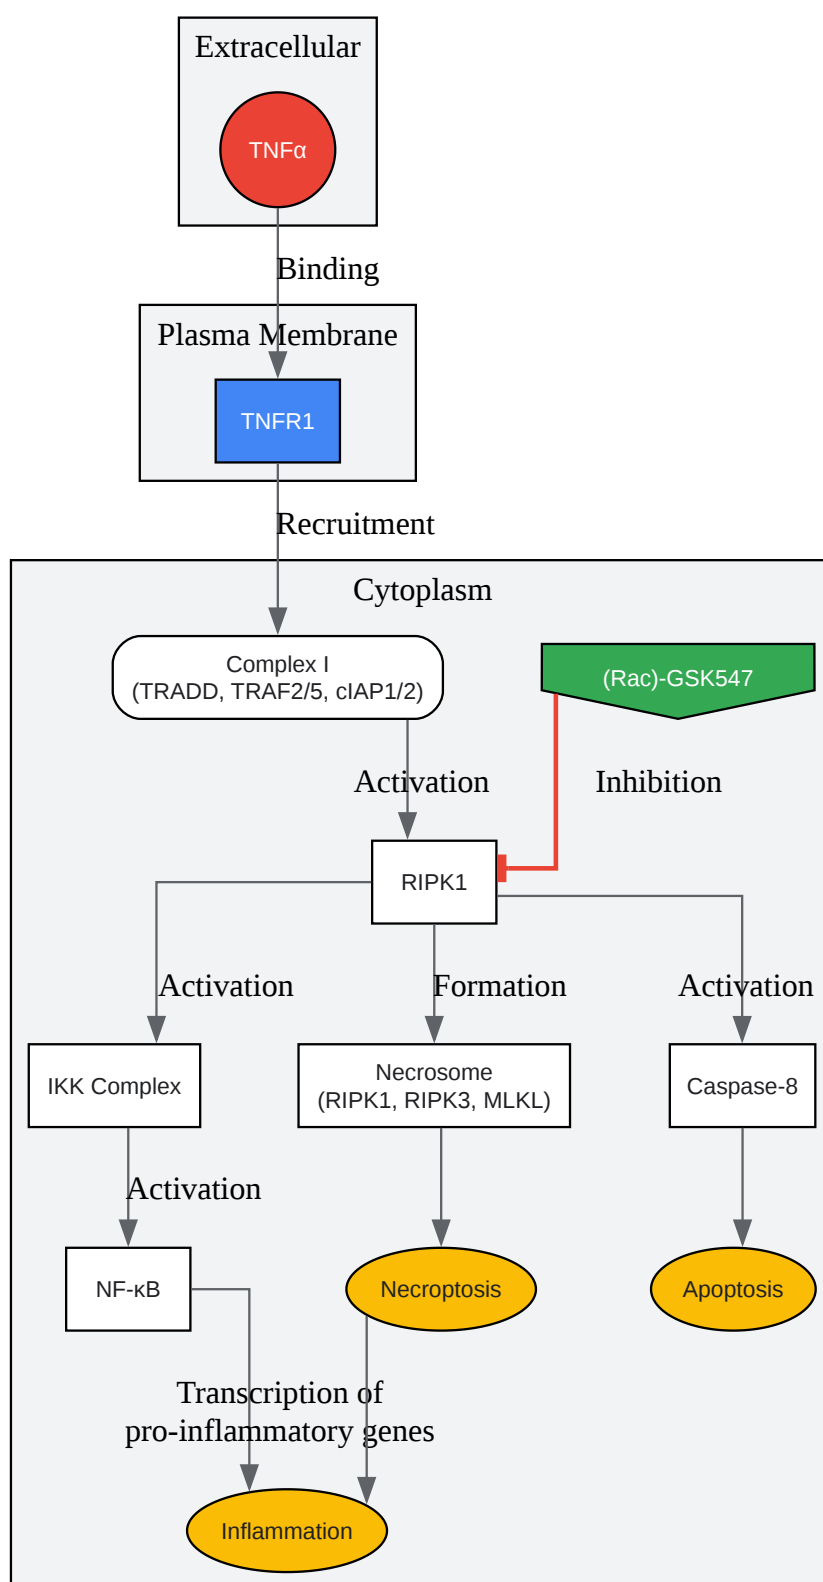 Extracellular
TNFα
Binding
Plasma Membrane
TNFR1
Recruitment
Cytoplasm
Complex I
(TRADD, TRAF2/5, cIAP1/2)
(Rac)-GSK547
Activation
Inhibition
RIPK1
Activation
Formation
Activation
IKK Complex
Necrosome
(RIPK1, RIPK3, MLKL)
Caspase-8
Activation
NF-κB
Necroptosis
Apoptosis
Transcription of
pro-inflammatory genes
Inflammation